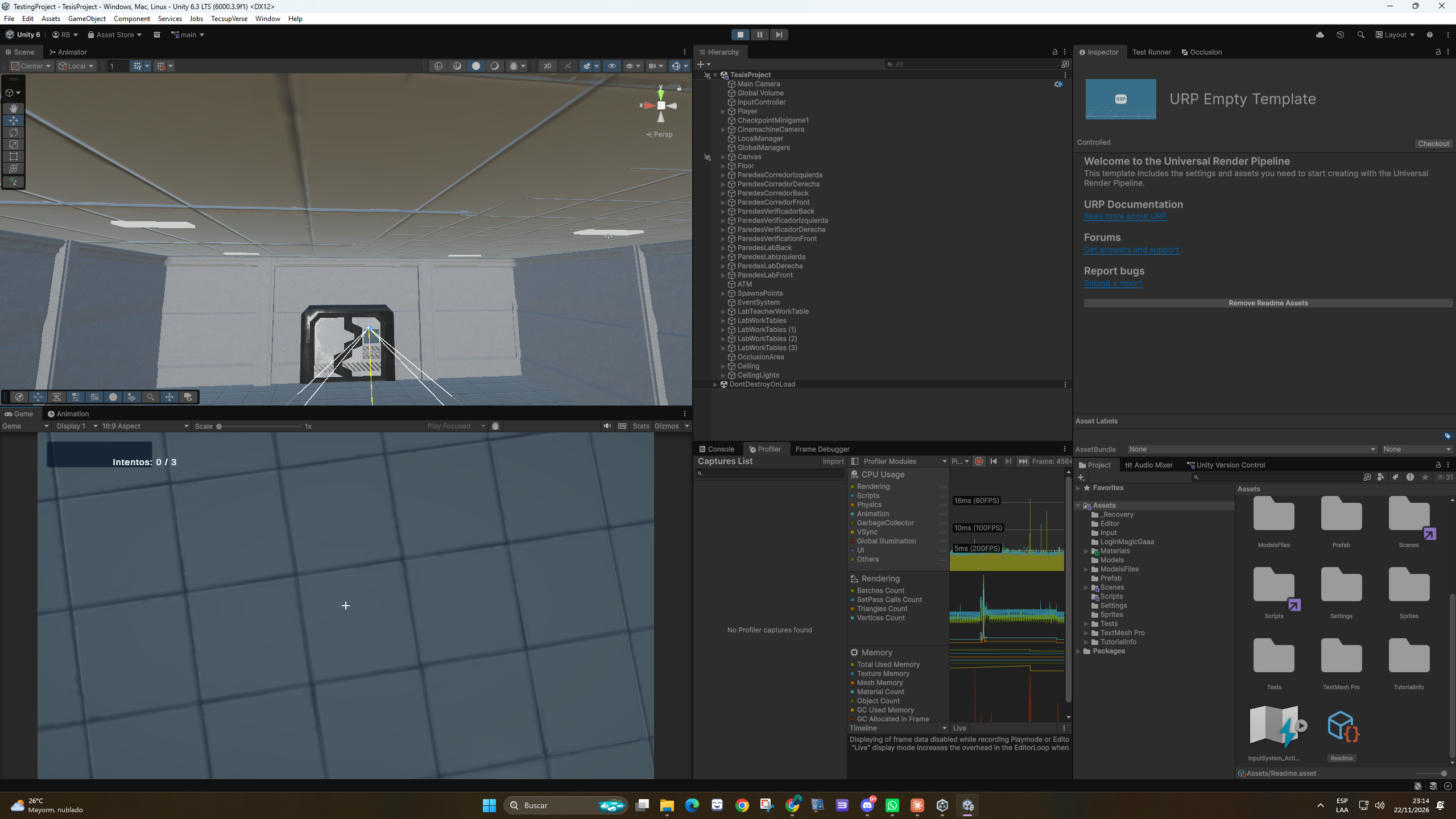 TestingProject - TesisProject - Windows, Mac, Linux - Unity 6.3 LTS (6000.3.9f1) <DX12>
File Edit Assets GameObject Component Services Jobs TecsupVerse Window Help
Unity 6 RB Asset Store main Layout
Scene Animator
Center Local 1
Persp
Game Animation
Game Display 1 16:9 Aspect Scale 1x Play Focused Stats Gizmos
Intentos: 0 / 3
Hierarchy
All
TesisProject
Main Camera
Global Volume
InputController
Player
CheckpointMinigame1
CinemachineCamera
LocalManager
GlobalManagers
Canvas
Floor
ParedesCorredorIzquierda
ParedesCorredorDerecha
ParedesCorredorBack
ParedesCorredorFront
ParedesVerificadorBack
ParedesVerificadorIzquierda
ParedesVerificadorDerecha
ParedesVerificationFront
ParedesLabBack
ParedesLabIzquierda
ParedesLabDerecha
ParedesLabFront
ATM
SpawnsPoints
EventSystem
LabTeacherWorkTable
LabWorkTables
LabWorkTables (1)
LabWorkTables (2)
LabWorkTables (3)
OcclusionArea
Ceiling
CeilingLights
DontDestroyOnLoad
Console Profiler Frame Debugger
Captures List Import
No Profiler captures found
Profiler Modules Pl... Frame: 4564
CPU Usage
Rendering
Scripts
Physics
Animation
GarbageCollector
VSync
Global Illumination
UI
Others
16ms (60FPS)
10ms (100FPS)
5ms (200FPS)
Rendering
Batches Count
SetPass Calls Count
Triangles Count
Vertices Count
Memory
Total Used Memory
Texture Memory
Mesh Memory
Material Count
Object Count
GC Used Memory
GC Allocated In Frame
Timeline Live
Displaying of frame data disabled while recording Playmode or Edito
"Live" display mode increases the overhead in the EditorLoop when
Inspector Test Runner Occlusion
URP
URP Empty Template
Controlled Checkout
Welcome to the Universal Render Pipeline
This template includes the settings and assets you need to start creating with the Universal
Render Pipeline.
URP Documentation
Read more about URP
Forums
Get answers and support
Report bugs
Submit a report
Remove Readme Assets
Asset Labels
AssetBundle None None
Project Audio Mixer Unity Version Control
31
Favorites
Assets
_Recovery
Editor
Input
LoginMagicGaaa
Materials
Models
ModelsFiles
Prefab
Scenes
Scripts
Settings
Sprites
Tests
TextMesh Pro
TutorialInfo
Packages
Assets
ModelsFiles Prefab Scenes
Scripts Settings Sprites
Tests TextMesh Pro TutorialInfo
InputSystem_Acti... Readme
Assets/Readme.asset
26°C
Mayorm. nublado
Buscar
ESP
LAA
23:14
22/11/2026